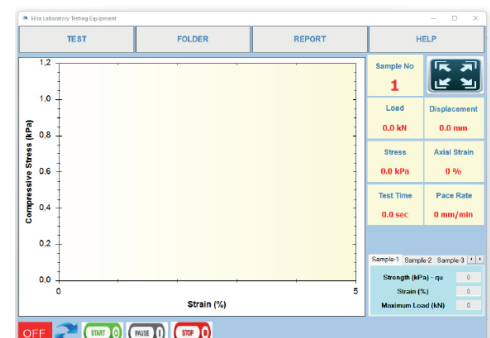 Hira Laboratory Testing Equipment
TEST FOLDER REPORT HELP
Sample No
1
Load Displacement
0.0 kN 0.0 mm
Stress Axial Strain
0.0 kPa 0 %
Test Time Pace Rate
0.0 sec 0 mm/min
Compressive Stress (kPa)
1,2
1,0
0,8
0,6
0,4
0,2
0,0
0 5
Strain (%)
Sample-1 Sample-2 Sample-3
Strength (kPa) - qu 0
Strain (%) 0
Maximum Load (kN) 0
OFF START PAUSE STOP